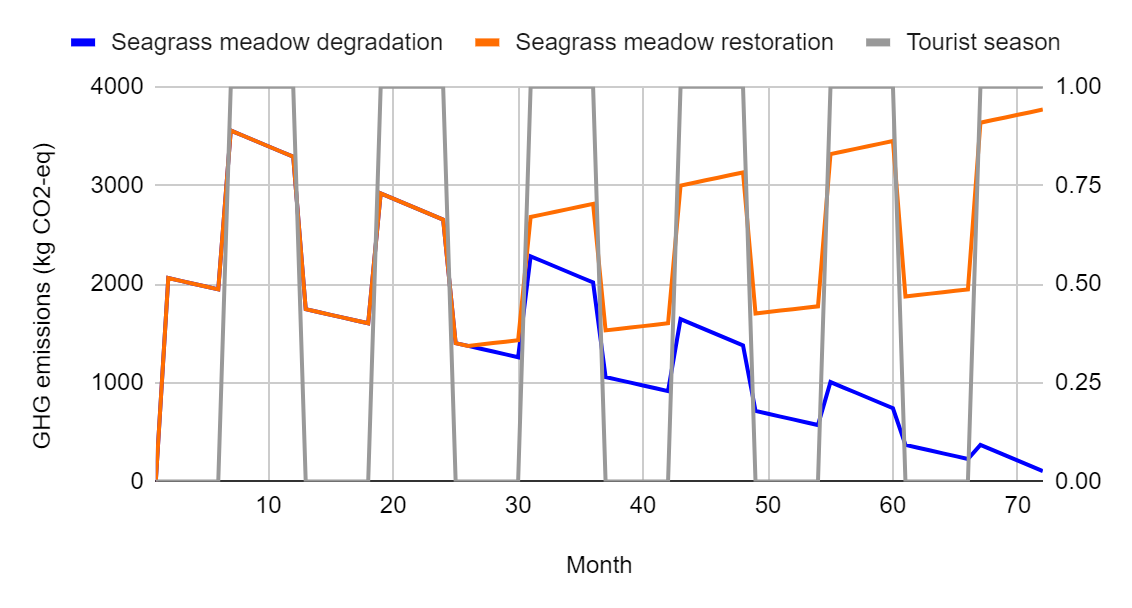 Seagrass meadow degradation Seagrass meadow restoration Tourist season
4000 1.00
3000 0.75
2000 0.50
1000 0.25
0 0.00
GHG emissions (kg CO2-eq)
10 20 30 40 50 60 70
Month